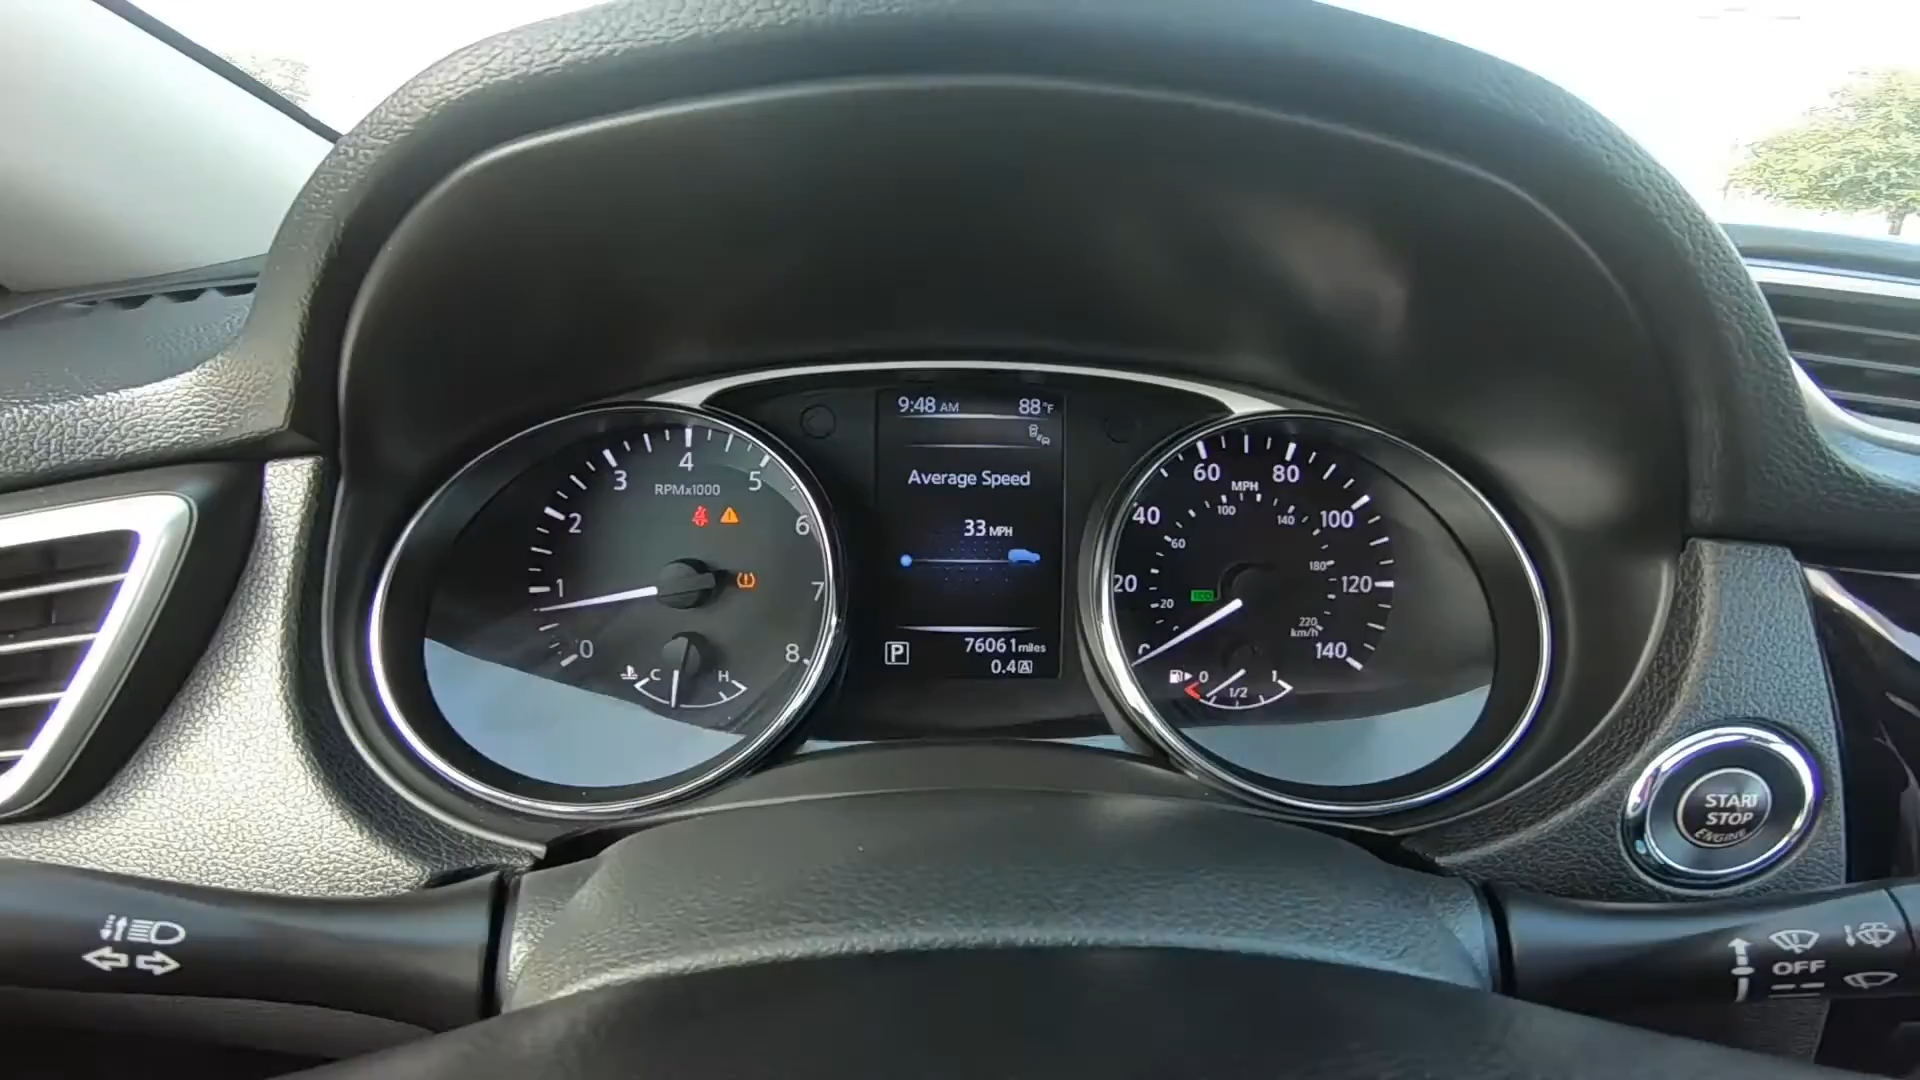 9:48 AM 88°F
Average Speed
33 MPH
P
76061 miles
0.4 A
0
1
2
3
4
5
6
7
8
RPMx1000
C H
20
40
60
80
100
120
140
MPH
20
60
100
140
180
220
km/h
ECO
0 1/2 1
START
STOP
ENGINE
OFF